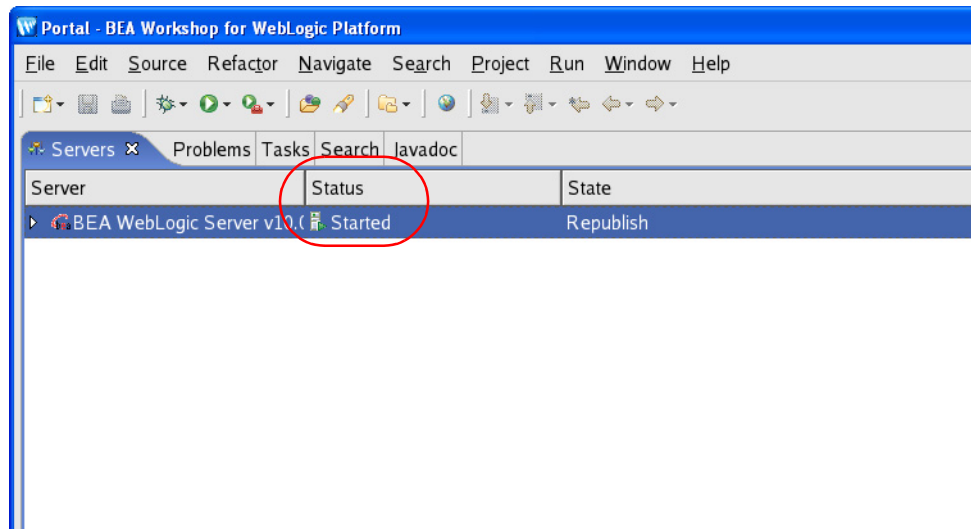 Portal - BEA Workshop for WebLogic Platform
File Edit Source Refactor Navigate Search Project Run Window Help
Servers Problems Tasks Search Javadoc
Server Status State
BEA WebLogic Server v10.( Started Republish